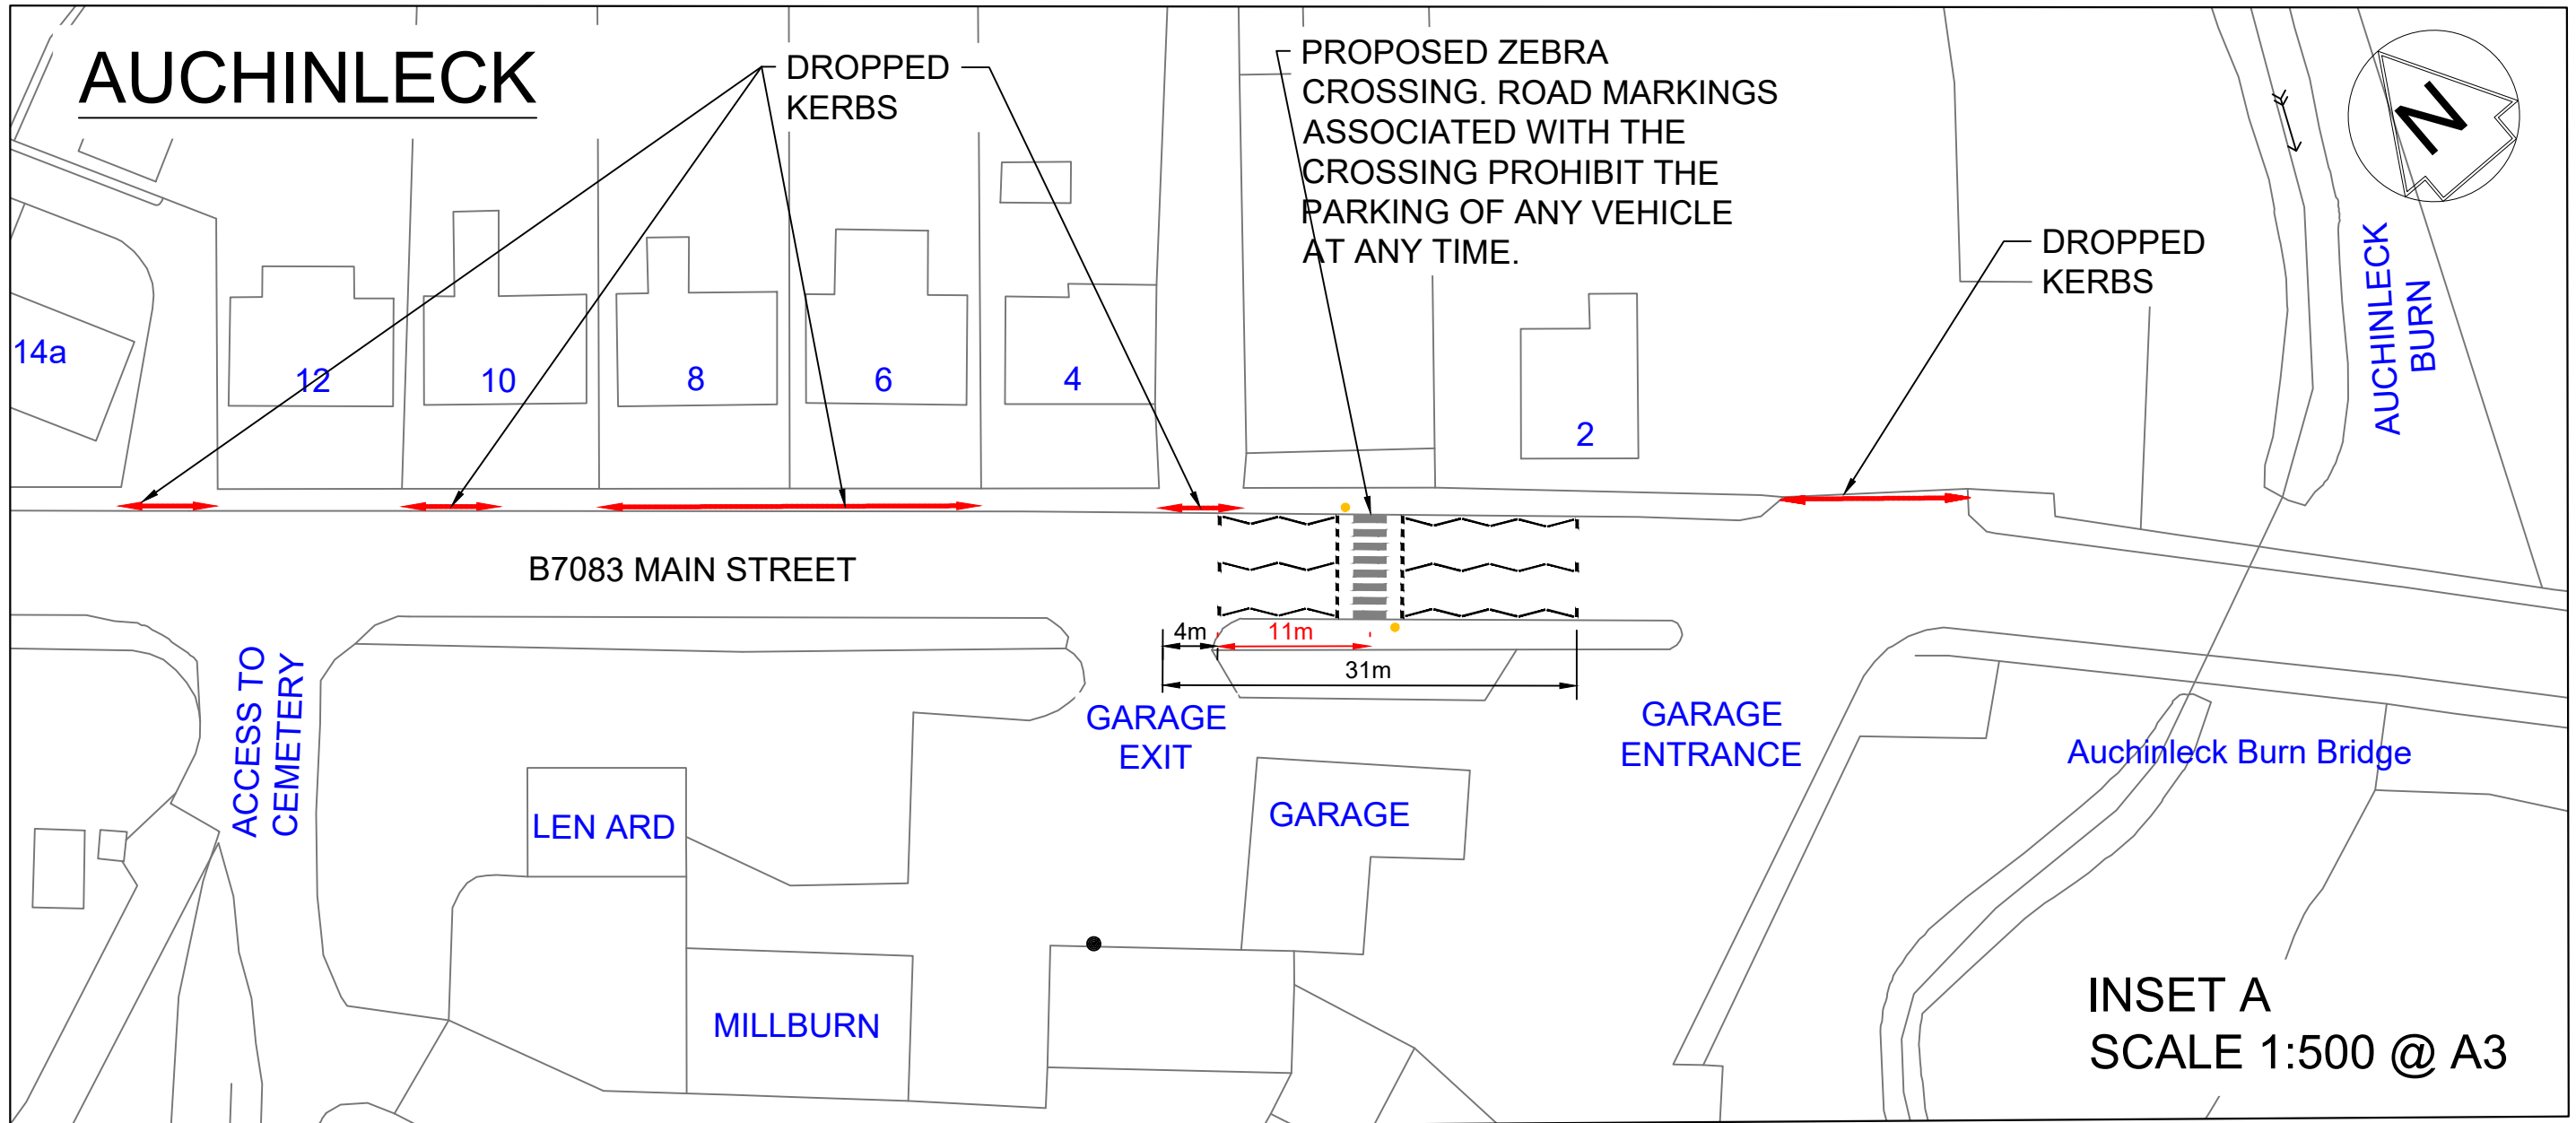 AUCHINLECK
DROPPED
KERBS
PROPOSED ZEBRA
CROSSING. ROAD MARKINGS
ASSOCIATED WITH THE
CROSSING PROHIBIT THE
PARKING OF ANY VEHICLE
AT ANY TIME.
N
DROPPED
KERBS
AUCHINLECK
BURN
14a
12
10
8
6
4
2
B7083 MAIN STREET
4m
11m
31m
ACCESS TO
CEMETERY
GARAGE
EXIT
GARAGE
ENTRANCE
Auchinleck Burn Bridge
LEN ARD
GARAGE
MILLBURN
INSET A
SCALE 1:500 @ A3